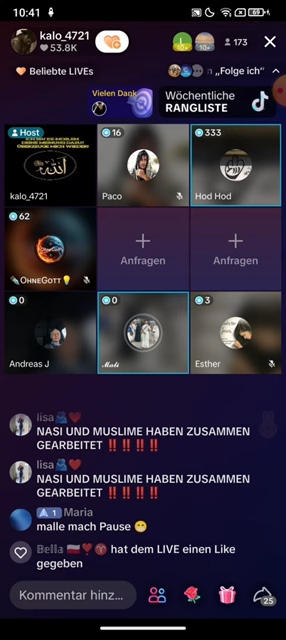 10:41
kalo_4721
53.8K
10+
173
Beliebte LIVEs
n „Folge ich“
Vielen Dank
Wöchentliche
RANGLISTE
Host
16
333
kalo_4721
Paco
Hod Hod
62
Anfragen
Anfragen
OHNEGOTT
0
0
3
Andreas J
Mali
Esther
lisa
NASI UND MUSLIME HABEN ZUSAMMEN
GEARBEITET ‼️‼️‼️‼️
lisa
NASI UND MUSLIME HABEN ZUSAMMEN
GEARBEITET ‼️‼️‼️‼️
1 Maria
malle mach Pause 😁
Bella 🇵🇱 hat dem LIVE einen Like
gegeben
Kommentar hinz...
25